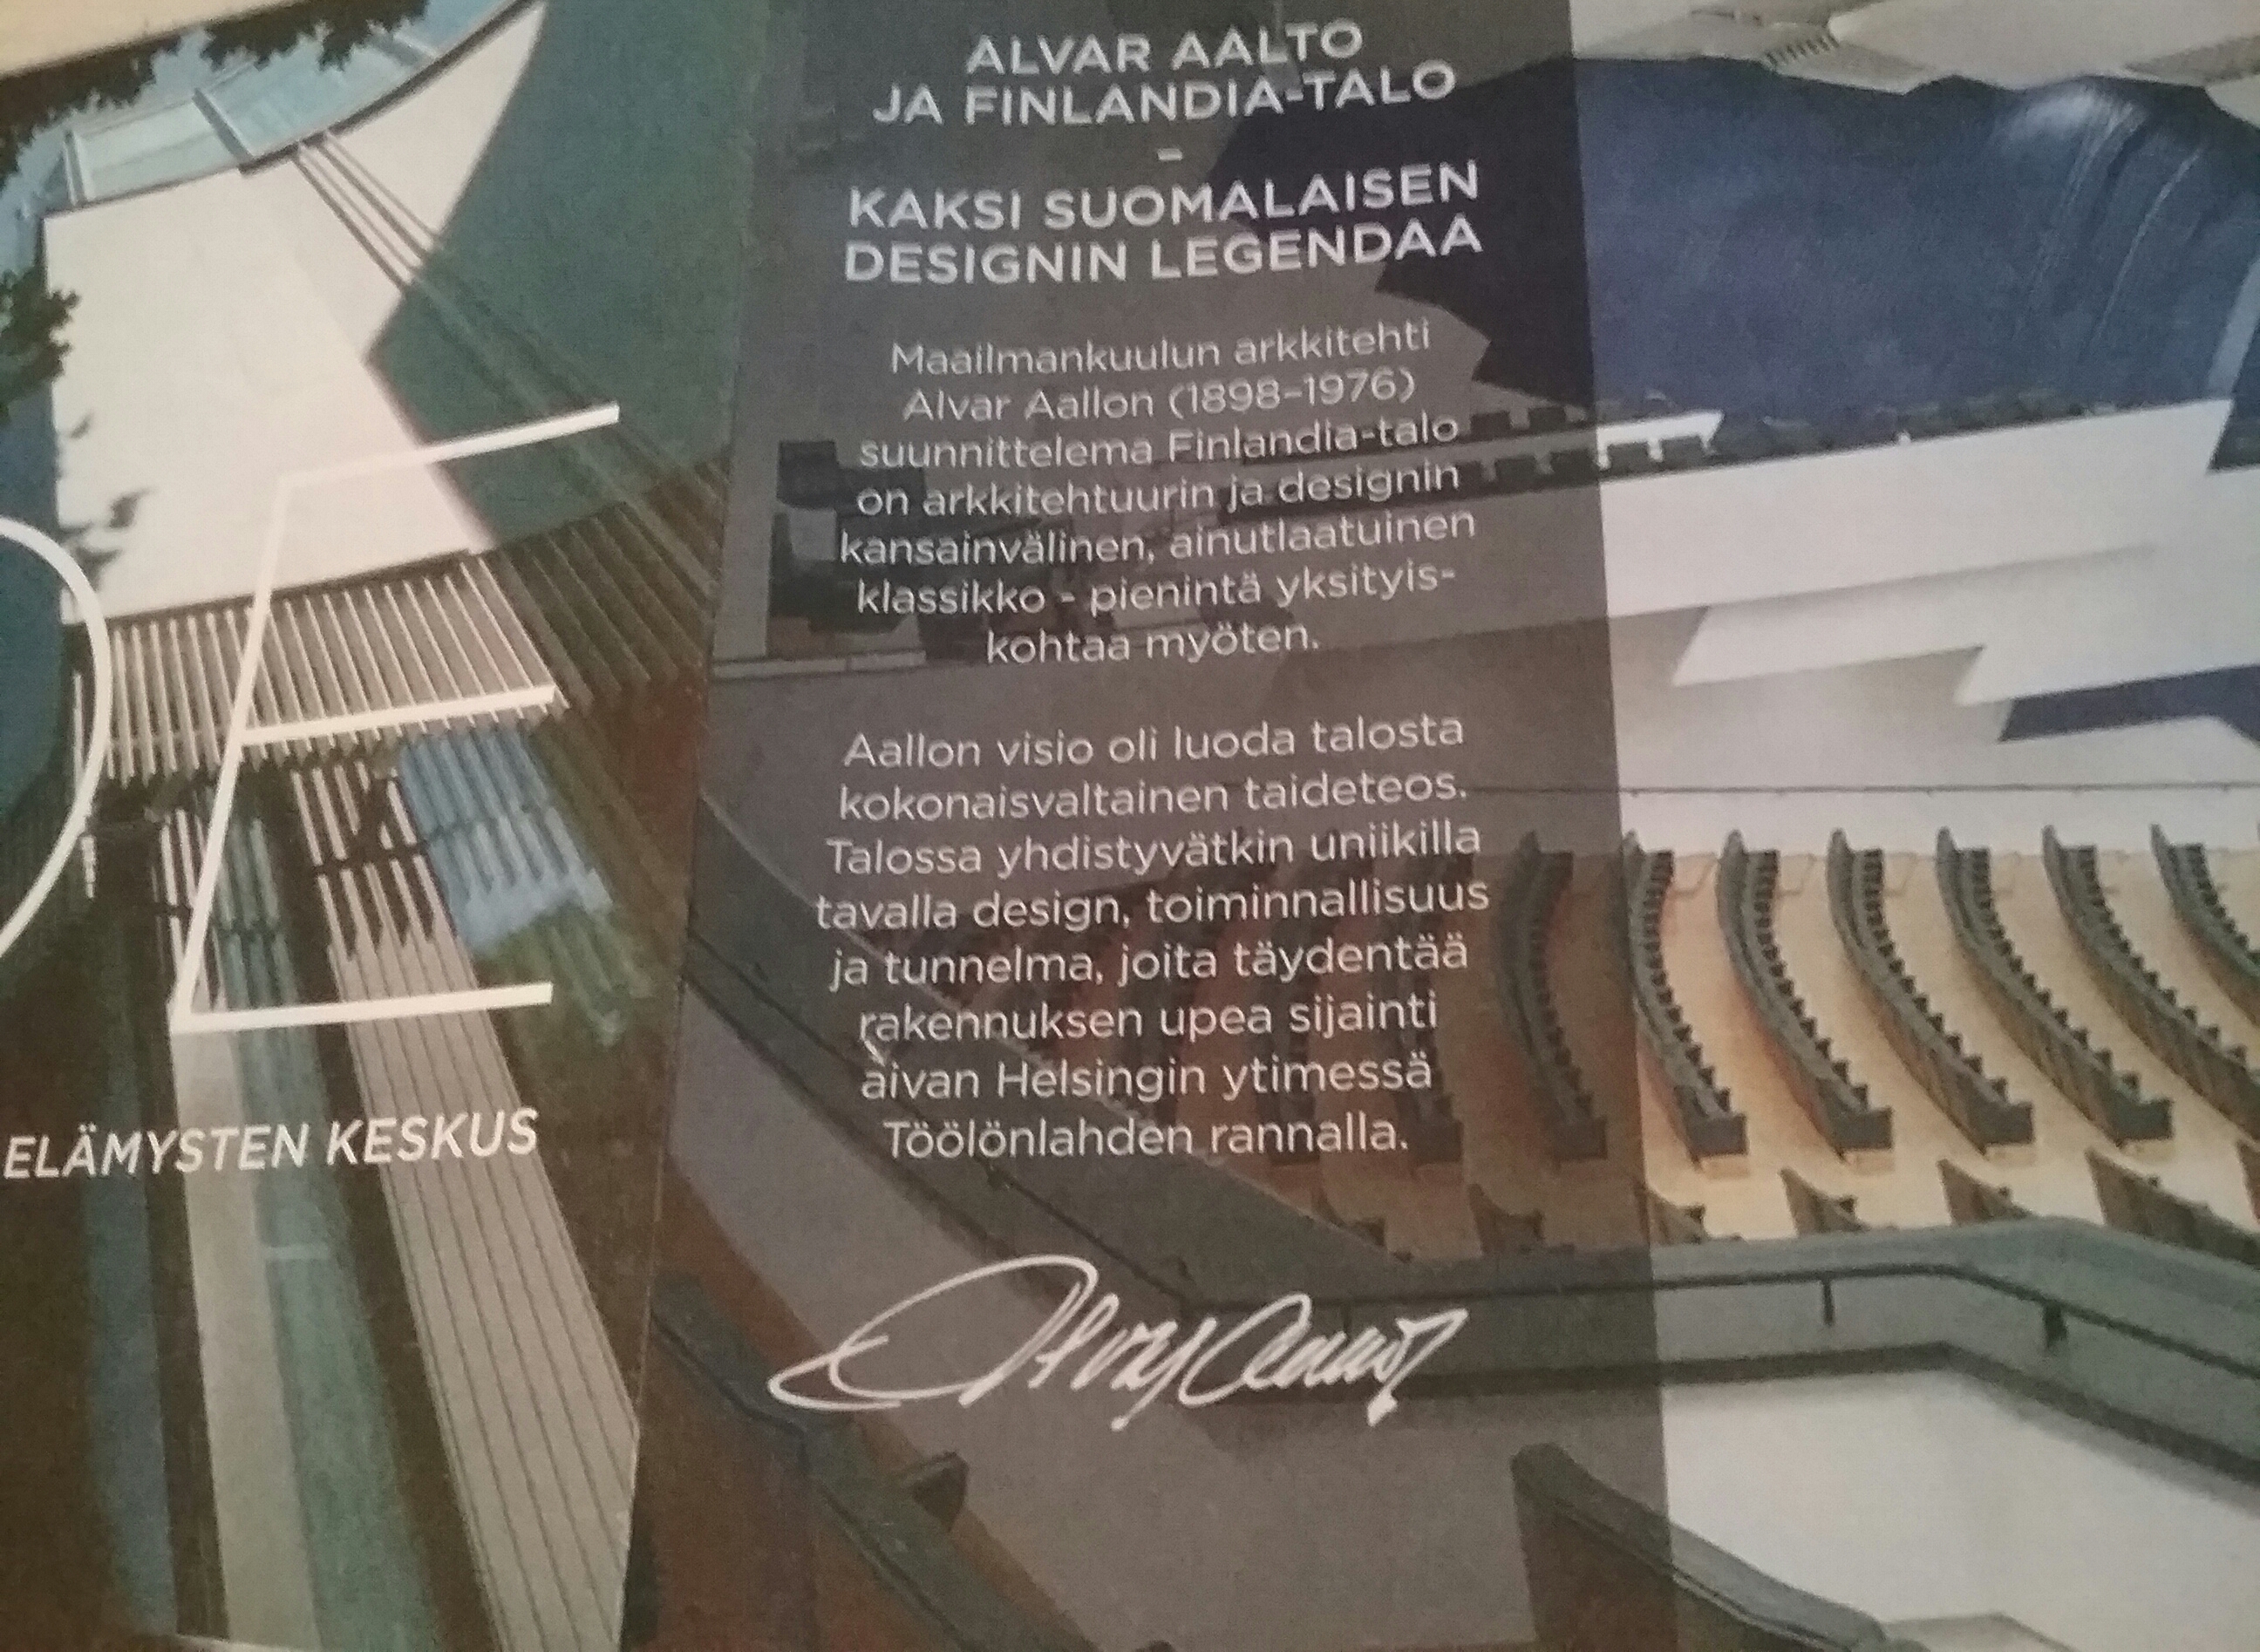 ALVAR AALTO
JA FINLANDIA-TALO
-
KAKSI SUOMALAISEN
DESIGNIN LEGENDAA
Maailmankuulun arkkitehti
Alvar Aallon (1898-1976)
suunnittelema Finlandia-talo
on arkkitehtuurin ja designin
kansainvälinen, ainutlaatuinen
klassikko - pienintä yksityis-
kohtaa myöten.
Aallon visio oli luoda talosta
kokonaisvaltainen taideteos.
Talossa yhdistyvätkin uniikilla
tavalla design, toiminnallisuus
ja tunnelma, joita täydentää
rakennuksen upea sijainti
aivan Helsingin ytimessä
Töölönlahden rannalla.
E
ELÄMYSTEN KESKUS